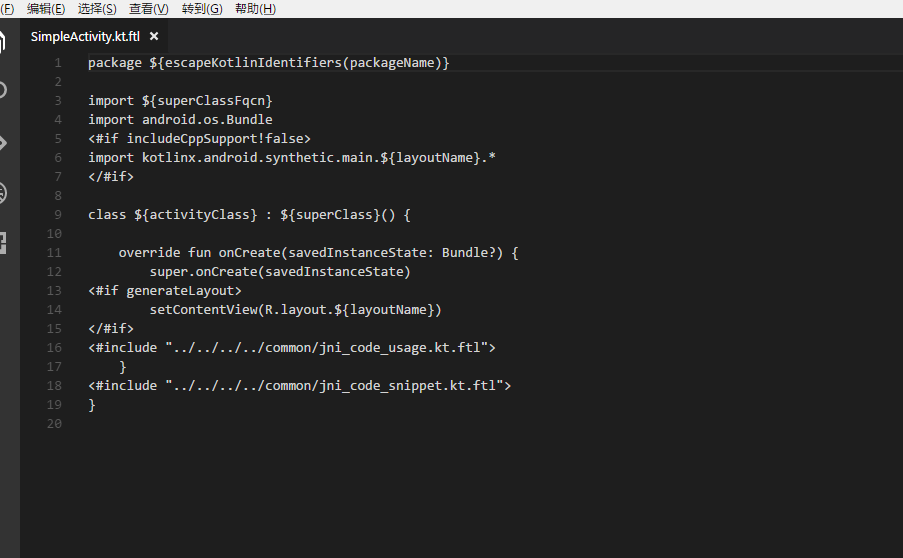 (F) 编辑(E) 选择(S) 查看(V) 转到(G) 帮助(H)
SimpleActivity.kt.ftl ×
1 package ${escapeKotlinIdentifiers(packageName)}
2
3 import ${superClassFqcn}
4 import android.os.Bundle
5 <#if includeCppSupport!false>
6 import kotlinx.android.synthetic.main.${layoutName}.*
7 </#if>
8
9 class ${activityClass} : ${superClass}() {
10
11     override fun onCreate(savedInstanceState: Bundle?) {
12         super.onCreate(savedInstanceState)
13 <#if generateLayout>
14         setContentView(R.layout.${layoutName})
15 </#if>
16 <#include "../../../../common/jni_code_usage.kt.ftl">
17     }
18 <#include "../../../../common/jni_code_snippet.kt.ftl">
19 }
20